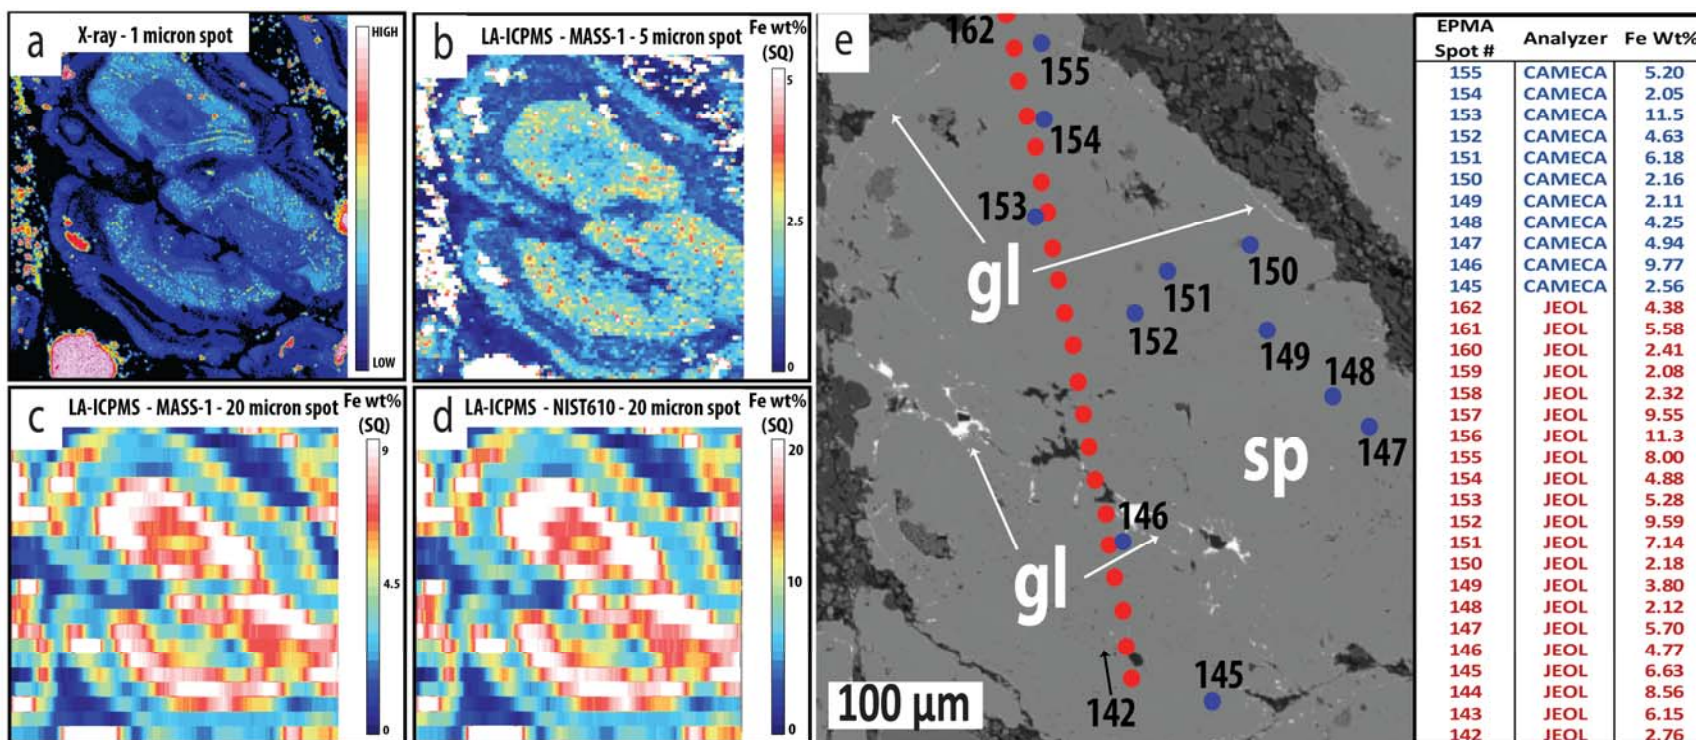 a
X-ray - 1 micron spot
HIGH
LOW
b
LA-ICPMS - MASS-1 - 5 micron spot
Fe wt%
(SQ)
5
2.5
0
c
LA-ICPMS - MASS-1 - 20 micron spot
Fe wt%
(SQ)
9
4.5
0
d
LA-ICPMS - NIST610 - 20 micron spot
Fe wt%
(SQ)
20
10
0
e
162
155
154
153
gl
150
151
152
149
148
147
sp
146
gl
145
142
100 μm
EPMA Spot # Analyzer Fe Wt%
155 CAMECA 5.20
154 CAMECA 2.05
153 CAMECA 11.5
152 CAMECA 4.63
151 CAMECA 6.18
150 CAMECA 2.16
149 CAMECA 2.11
148 CAMECA 4.25
147 CAMECA 4.94
146 CAMECA 9.77
145 CAMECA 2.56
162 JEOL 4.38
161 JEOL 5.58
160 JEOL 2.41
159 JEOL 2.08
158 JEOL 2.32
157 JEOL 9.55
156 JEOL 11.3
155 JEOL 8.00
154 JEOL 4.88
153 JEOL 5.28
152 JEOL 9.59
151 JEOL 7.14
150 JEOL 2.18
149 JEOL 3.80
148 JEOL 2.12
147 JEOL 5.70
146 JEOL 4.77
145 JEOL 6.63
144 JEOL 8.56
143 JEOL 6.15
142 JEOL 2.76